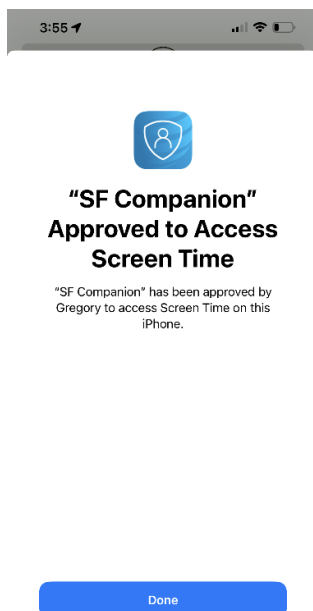 3:55
“SF Companion”
Approved to Access
Screen Time
“SF Companion” has been approved by
Gregory to access Screen Time on this
iPhone.
Done